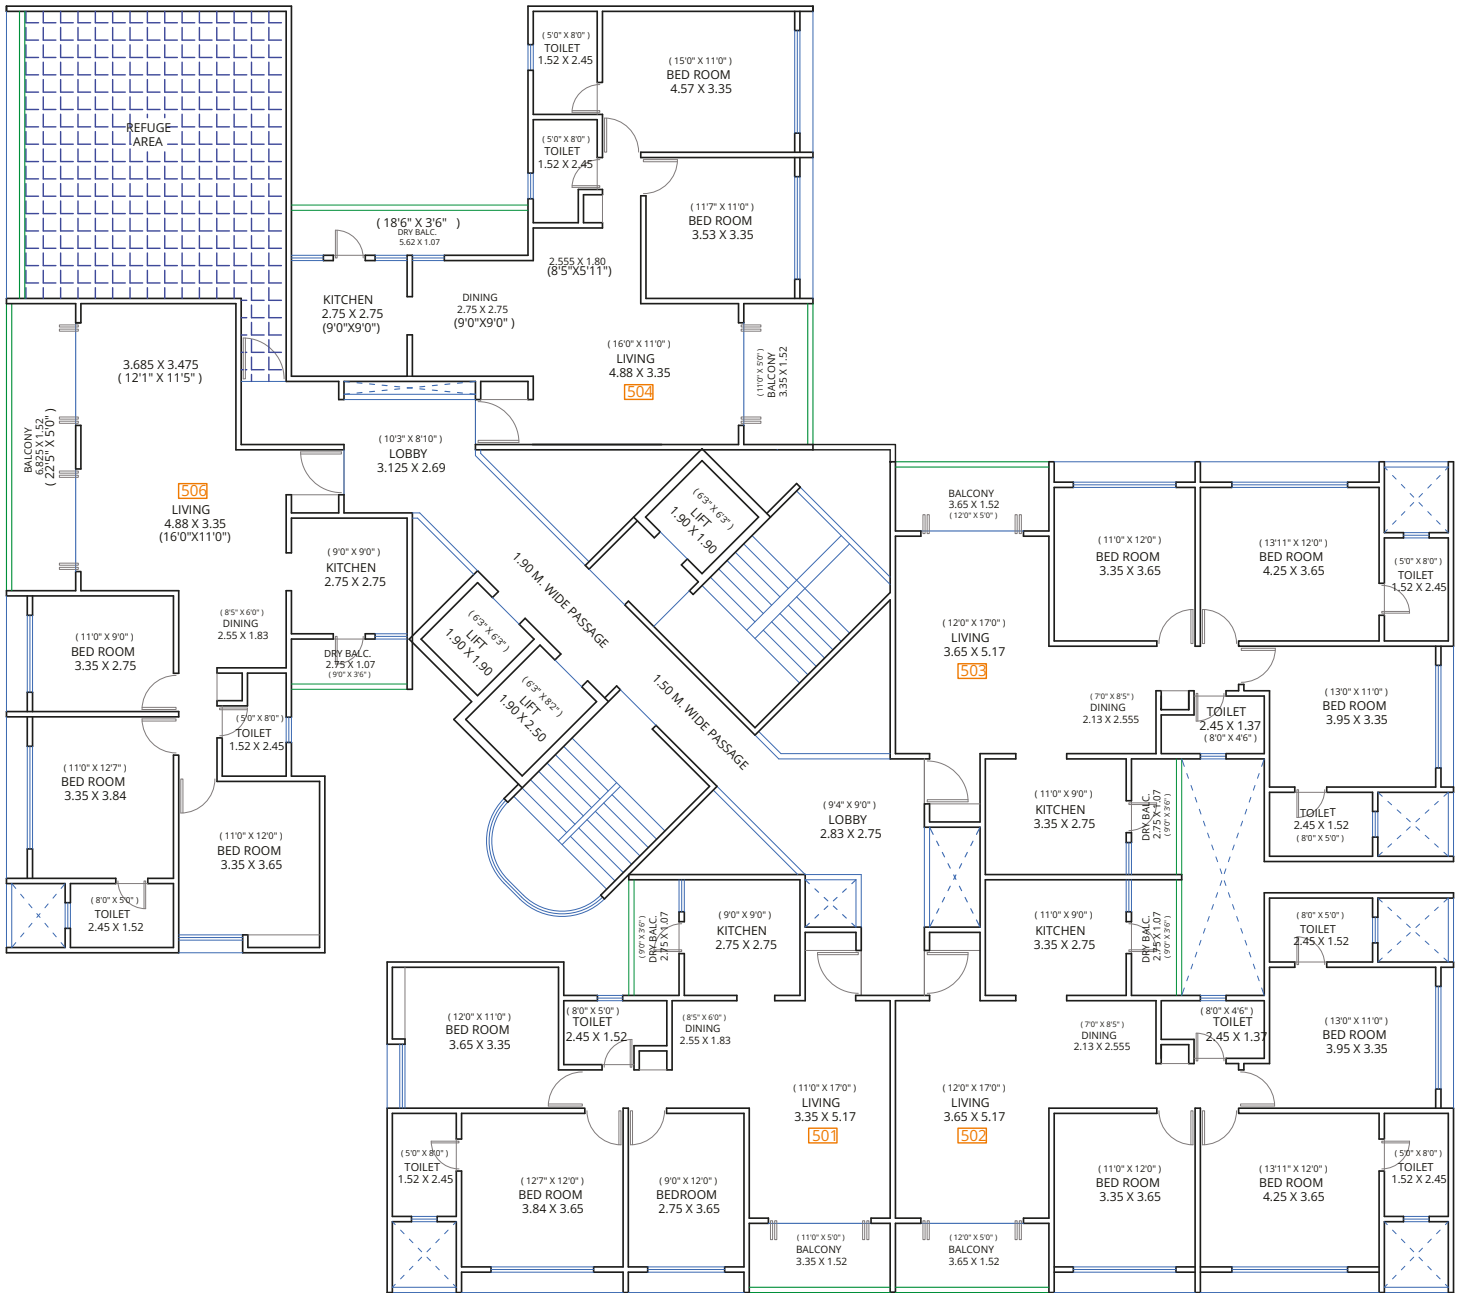 REFUGE
AREA
( 5'0" X 8'0" )
TOILET
1.52 X 2.45
( 15'0" X 11'0" )
BED ROOM
4.57 X 3.35
( 5'0" X 8'0" )
TOILET
1.52 X 2.45
( 11'7" X 11'0" )
BED ROOM
3.53 X 3.35
( 18'6" X 3'6" )
DRY BALC.
5.62 X 1.07
2.555 X 1.80
(8'5"X5'11")
KITCHEN
2.75 X 2.75
(9'0"X9'0")
DINING
2.75 X 2.75
(9'0"X9'0" )
( 16'0" X 11'0" )
LIVING
4.88 X 3.35
504
( 11'0" X 5'0" )
BALCONY
3.35 X 1.52
3.685 X 3.475
( 12'1" X 11'5" )
BALCONY
6.825 X 1.52
( 22'5" X 5'0" )
506
LIVING
4.88 X 3.35
(16'0"X11'0")
( 10'3" X 8'10" )
LOBBY
3.125 X 2.69
( 9'0" X 9'0" )
KITCHEN
2.75 X 2.75
( 8'5" X 6'0" )
DINING
2.55 X 1.83
DRY BALC.
2.75 X 1.07
( 9'0" X 3'6" )
( 11'0" X 9'0" )
BED ROOM
3.35 X 2.75
( 5'0" X 8'0" )
TOILET
1.52 X 2.45
( 11'0" X 12'7" )
BED ROOM
3.35 X 3.84
( 11'0" X 12'0" )
BED ROOM
3.35 X 3.65
( 8'0" X 5'0" )
TOILET
2.45 X 1.52
( 6'3" X 6'3" )
LIFT
1.90 X 1.90
1.90 M. WIDE PASSAGE
( 6'3" X 6'3" )
LIFT
1.90 X 1.90
( 6'3" X 8'2" )
LIFT
1.90 X 2.50
1.50 M. WIDE PASSAGE
( 9'4" X 9'0" )
LOBBY
2.83 X 2.75
BALCONY
3.65 X 1.52
( 12'0" X 5'0" )
( 11'0" X 12'0" )
BED ROOM
3.35 X 3.65
( 13'11" X 12'0" )
BED ROOM
4.25 X 3.65
( 5'0" X 8'0" )
TOILET
1.52 X 2.45
( 12'0" X 17'0" )
LIVING
3.65 X 5.17
503
( 7'0" X 8'5" )
DINING
2.13 X 2.555
TOILET
2.45 X 1.37
( 8'0" X 4'6" )
( 13'0" X 11'0" )
BED ROOM
3.95 X 3.35
( 11'0" X 9'0" )
KITCHEN
3.35 X 2.75
DRY BALC.
2.75 X 1.07
( 9'0" X 3'6" )
TOILET
2.45 X 1.52
( 8'0" X 5'0" )
( 9'0" X 3'6" )
DRY BALC.
2.75 X 1.07
( 9'0" X 9'0" )
KITCHEN
2.75 X 2.75
( 11'0" X 9'0" )
KITCHEN
3.35 X 2.75
DRY BALC.
2.75 X 1.07
( 9'0" X 3'6" )
( 8'0" X 5'0" )
TOILET
2.45 X 1.52
( 12'0" X 11'0" )
BED ROOM
3.65 X 3.35
( 8'0" X 5'0" )
TOILET
2.45 X 1.52
( 8'5" X 6'0" )
DINING
2.55 X 1.83
( 7'0" X 8'5" )
DINING
2.13 X 2.555
( 8'0" X 4'6" )
TOILET
2.45 X 1.37
( 13'0" X 11'0" )
BED ROOM
3.95 X 3.35
( 11'0" X 17'0" )
LIVING
3.35 X 5.17
501
( 12'0" X 17'0" )
LIVING
3.65 X 5.17
502
( 5'0" X 8'0" )
TOILET
1.52 X 2.45
( 12'7" X 12'0" )
BED ROOM
3.84 X 3.65
( 9'0" X 12'0" )
BEDROOM
2.75 X 3.65
( 11'0" X 12'0" )
BED ROOM
3.35 X 3.65
( 13'11" X 12'0" )
BED ROOM
4.25 X 3.65
( 5'0" X 8'0" )
TOILET
1.52 X 2.45
( 11'0" X 5'0" )
BALCONY
3.35 X 1.52
( 12'0" X 5'0" )
BALCONY
3.65 X 1.52